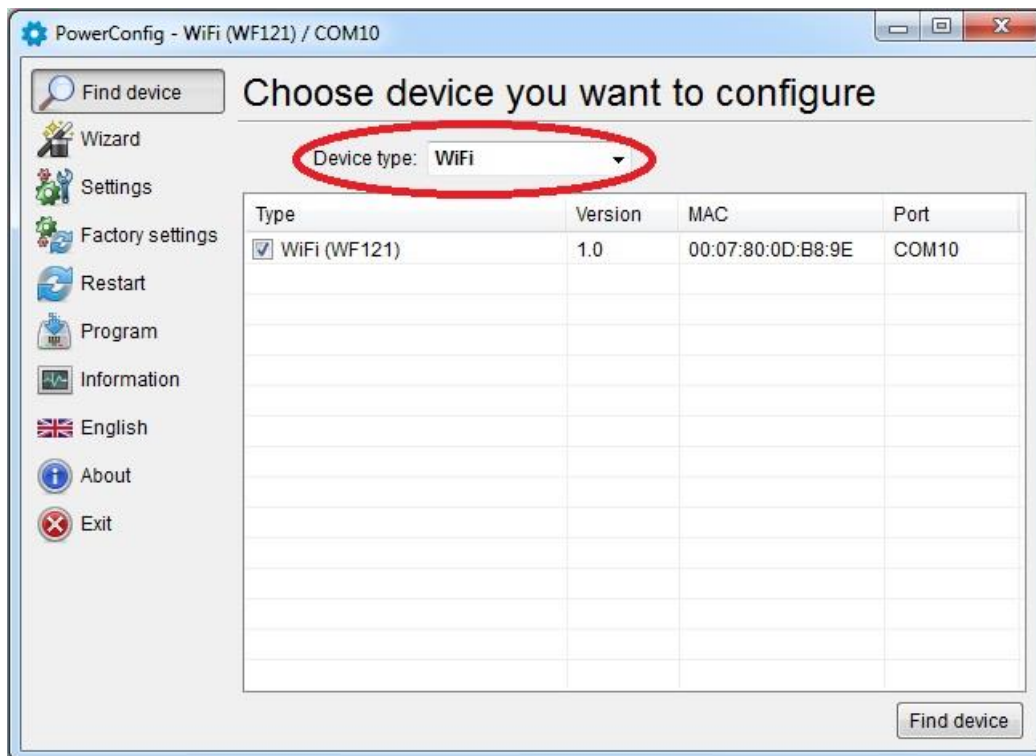 PowerConfig - WiFi (WF121) / COM10
Find device
Wizard
Settings
Factory settings
Restart
Program
Information
English
About
Exit
Choose device you want to configure
Device type: WiFi
Type Version MAC Port
WiFi (WF121) 1.0 00:07:80:0D:B8:9E COM10
Find device